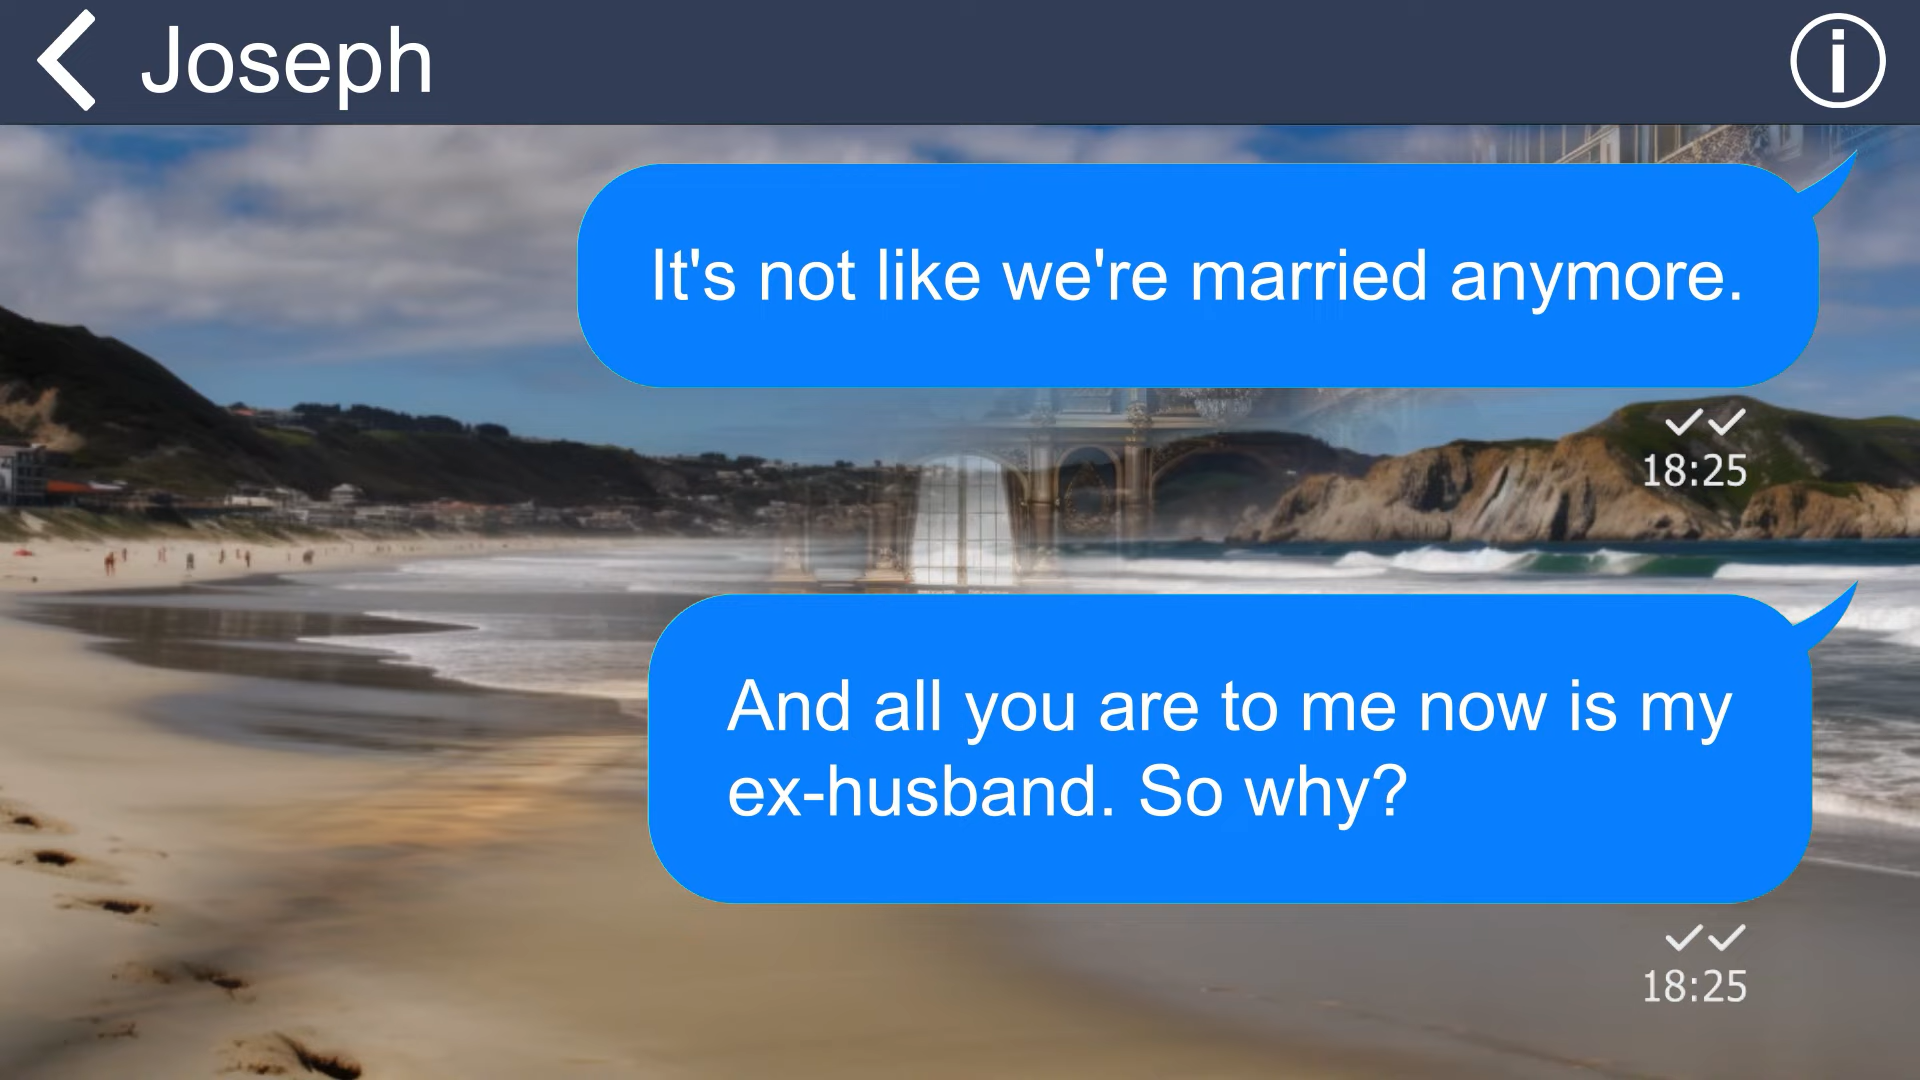 Joseph
It's not like we're married anymore.
18:25
And all you are to me now is my
ex-husband. So why?
18:25